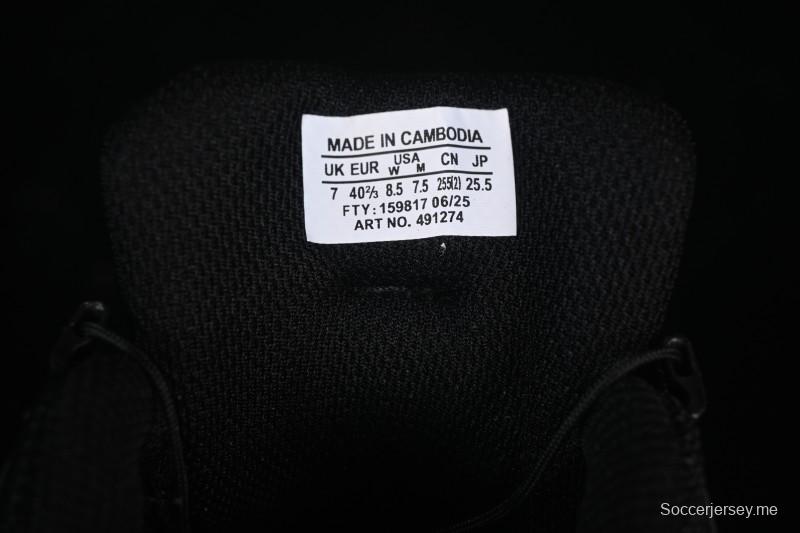 MADE IN CAMBODIA
UK EUR USA W M CN JP
7 40⅔ 8.5 7.5 255(2) 25.5
FTY: 159817 06/25
ART NO. 491274
Soccerjersey.me